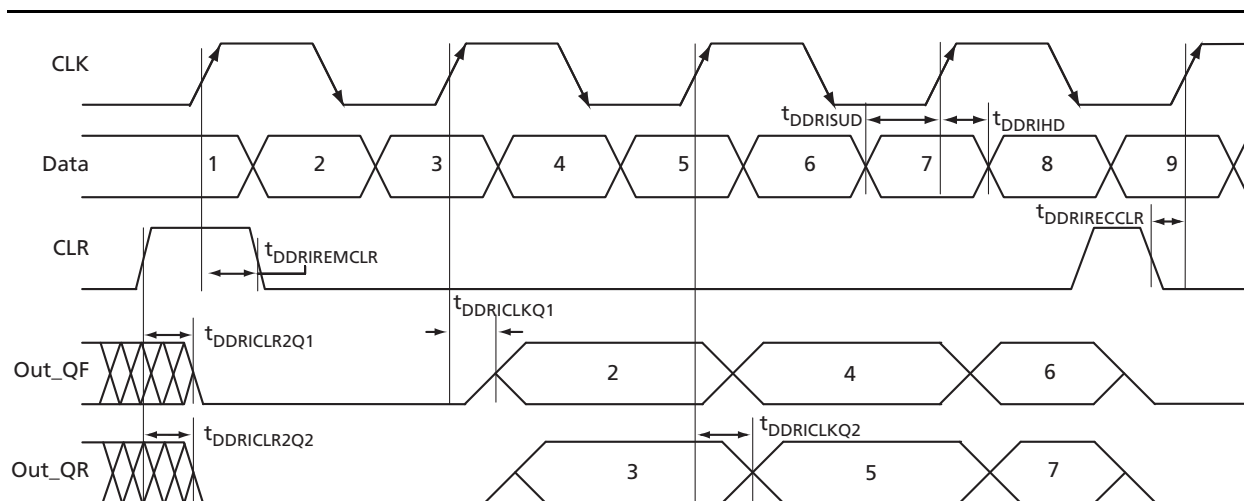 CLK
tDDRISUD
tDDRIHD
Data 1 2 3 4 5 6 7 8 9
tDDRIRECCLR
CLR
tDDRIREMCLR
tDDRICLKQ1
tDDRICLR2Q1
Out_QF 2 4 6
tDDRICLR2Q2 tDDRICLKQ2
Out_QR 3 5 7